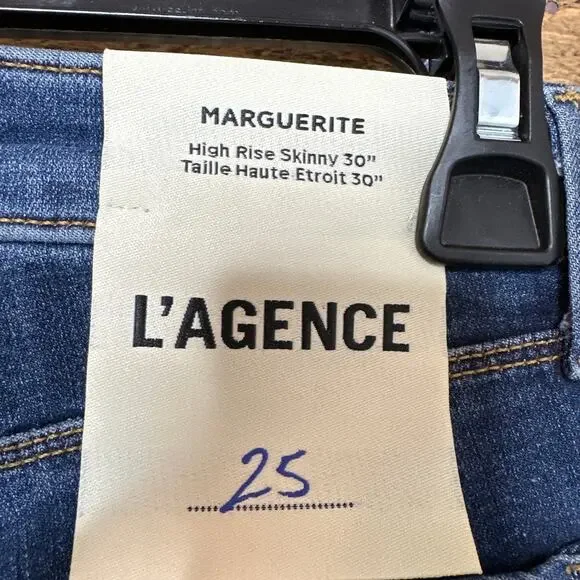 MARGUERITE
High Rise Skinny 30"
Taille Haute Etroit 30"
L'AGENCE
25